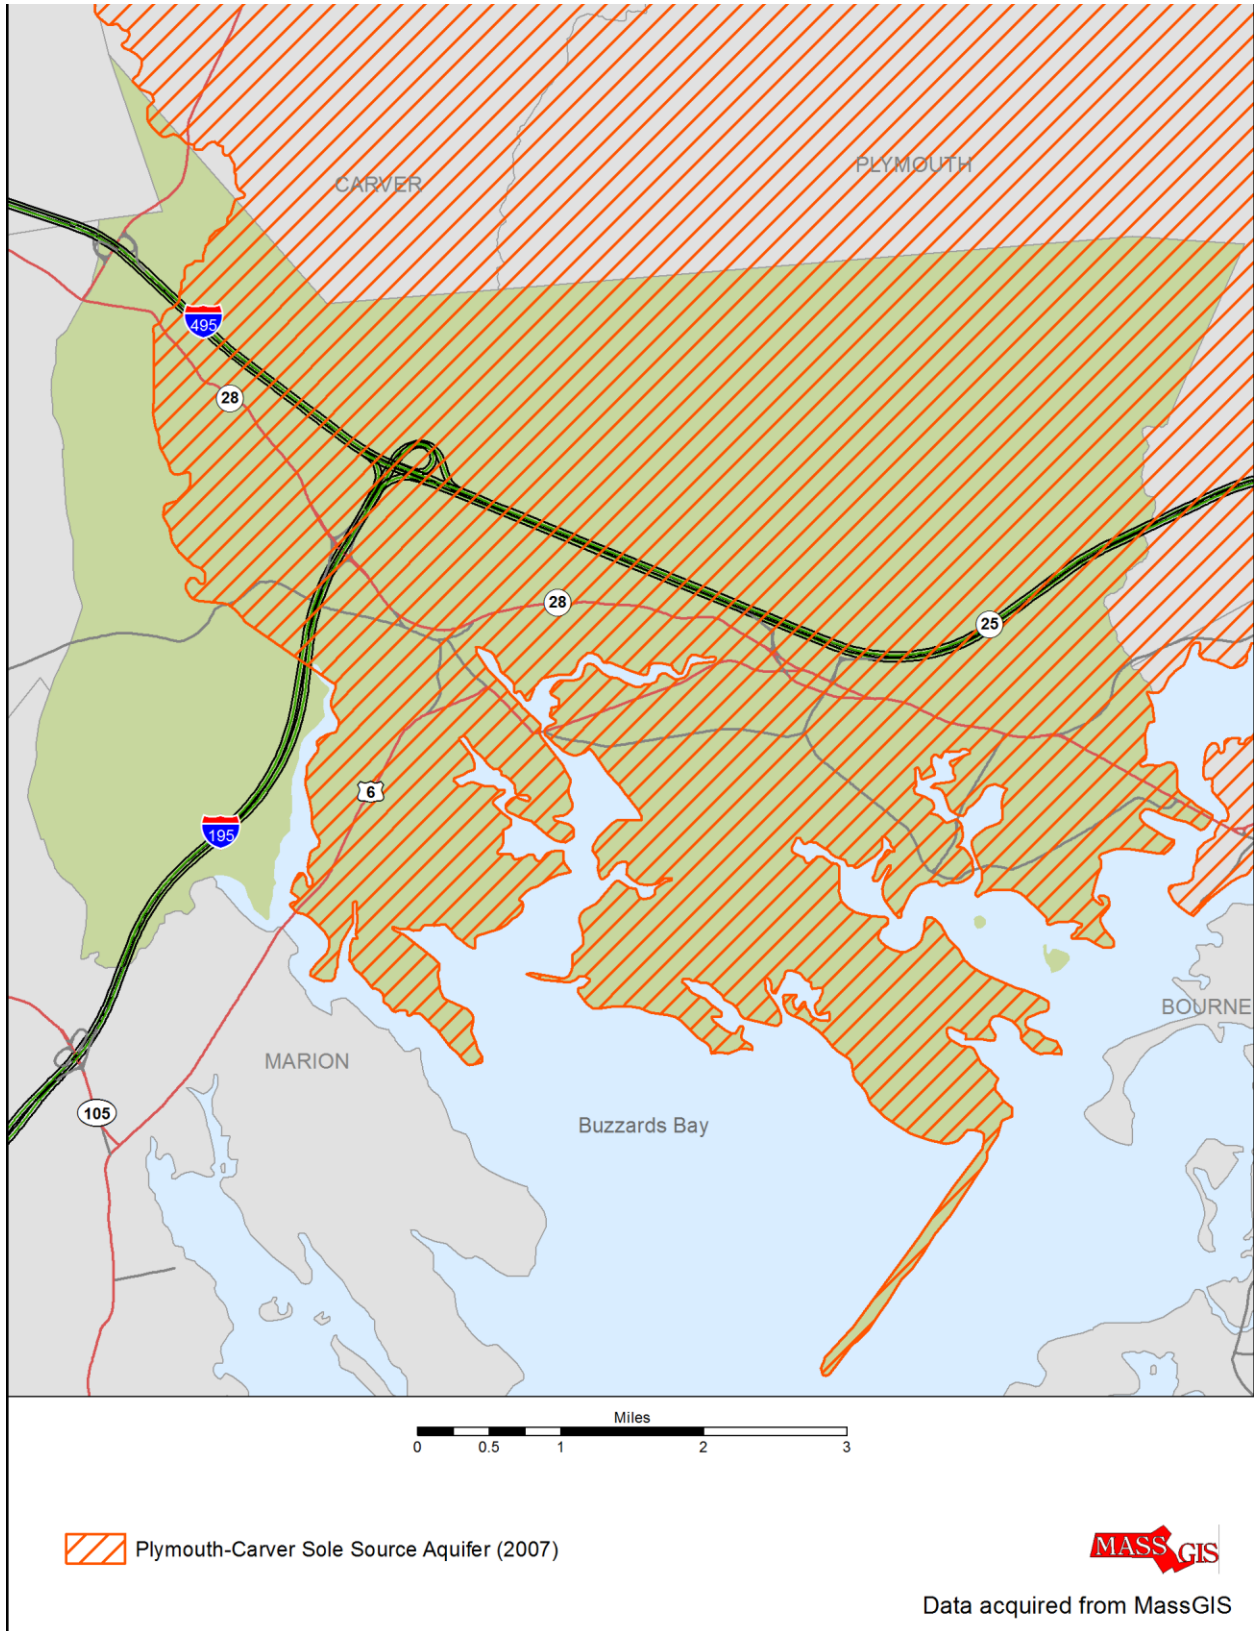 PLYMOUTH
CARVER
495
28
28
25
6
195
BOURNE
MARION
105
Buzzards Bay
Miles
0 0.5 1 2 3
Plymouth-Carver Sole Source Aquifer (2007)
MASS GIS
Data acquired from MassGIS